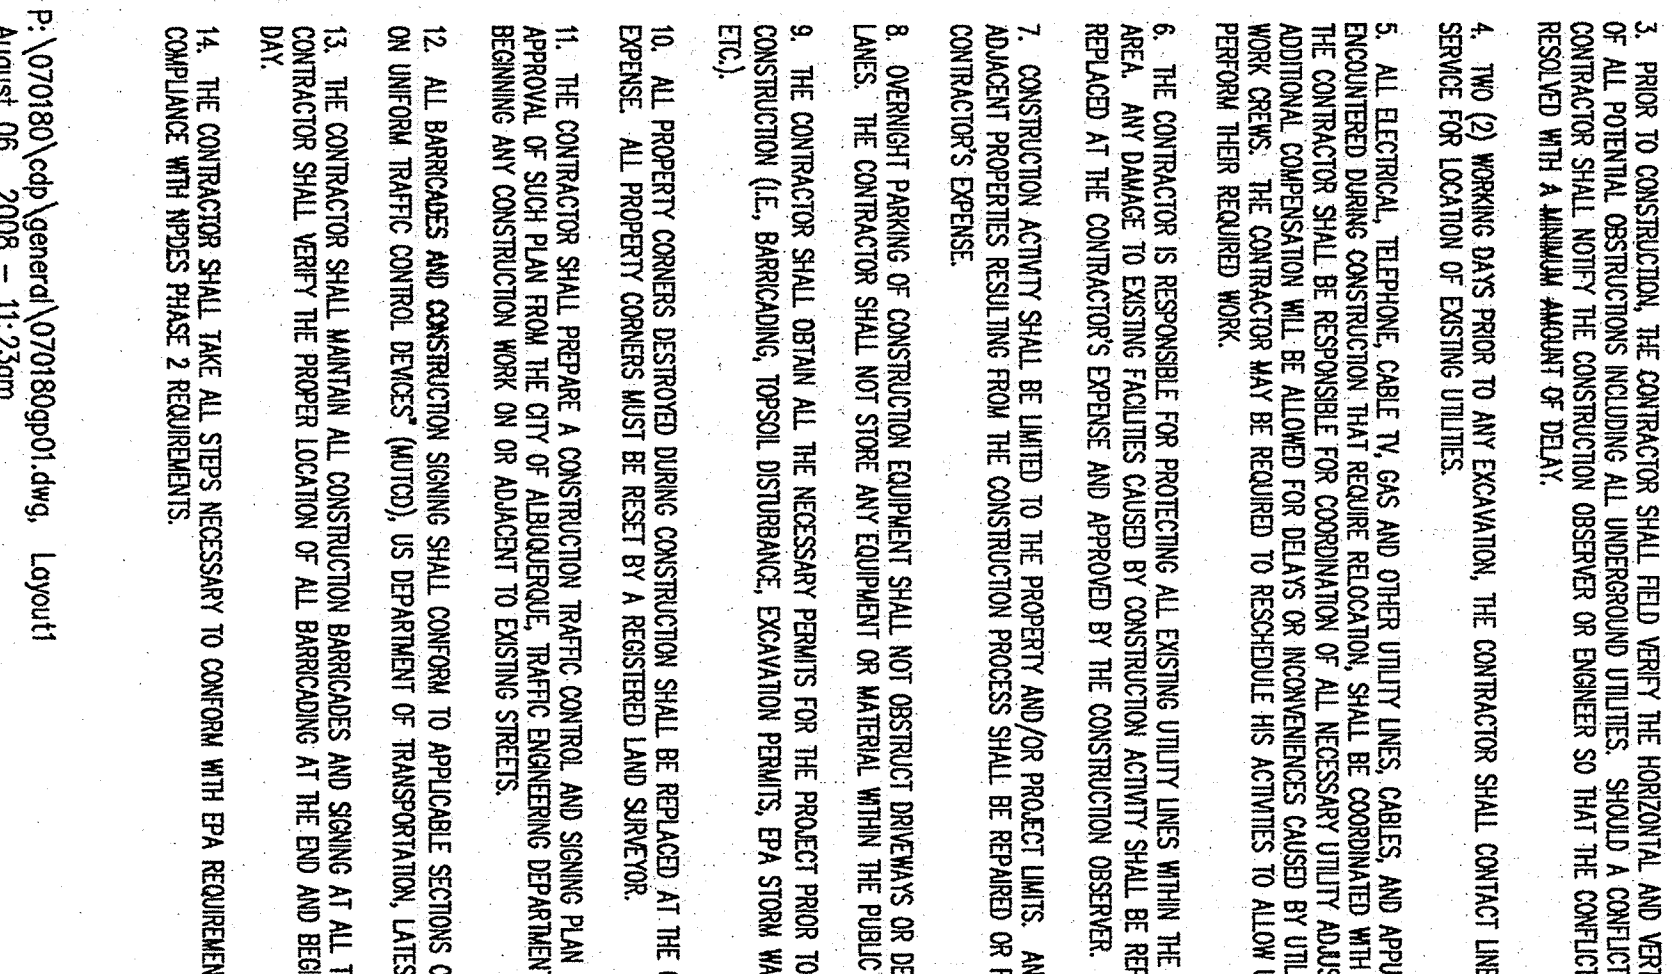 3. PRIOR TO CONSTRUCTION, THE CONTRACTOR SHALL FIELD VERIFY THE HORIZONTAL AND
OF ALL POTENTIAL OBSTRUCTIONS INCLUDING ALL UNDERGROUND UTILITIES. SHOULD A CONFLICT
CONTRACTOR SHALL NOTIFY THE CONSTRUCTION OBSERVER OR ENGINEER SO THAT THE CONFLICT
RESOLVED WITH A MINIMUM AMOUNT OF DELAY.
4. TWO (2) WORKING DAYS PRIOR TO ANY EXCAVATION, THE CONTRACTOR SHALL CONTACT LINE
SERVICE FOR LOCATION OF EXISTING UTILITIES.
5. ALL ELECTRICAL, TELEPHONE, CABLE TV, GAS AND OTHER UTILITY LINES, CABLES, AND
ENCOUNTERED DURING CONSTRUCTION THAT REQUIRE RELOCATION, SHALL BE COORDINATED WITH
THE CONTRACTOR SHALL BE RESPONSIBLE FOR COORDINATION OF ALL NECESSARY UTILITY
ADDITIONAL COMPENSATION WILL BE ALLOWED FOR DELAYS OR INCONVENIENCES CAUSED BY
WORK CREWS. THE CONTRACTOR MAY BE REQUIRED TO RESCHEDULE HIS ACTIVITIES TO ALLOW
PERFORM THEIR REQUIRED WORK.
6. THE CONTRACTOR IS RESPONSIBLE FOR PROTECTING ALL EXISTING UTILITY LINES WITHIN THE
AREA. ANY DAMAGE TO EXISTING FACILITIES CAUSED BY CONSTRUCTION ACTIVITY SHALL BE
REPLACED AT THE CONTRACTOR'S EXPENSE AND APPROVED BY THE CONSTRUCTION OBSERVER.
7. CONSTRUCTION ACTIVITY SHALL BE LIMITED TO THE PROPERTY AND/OR PROJECT LIMITS.
ADJACENT PROPERTIES RESULTING FROM THE CONSTRUCTION PROCESS SHALL BE REPAIRED OR
CONTRACTOR'S EXPENSE.
8. OVERNIGHT PARKING OF CONSTRUCTION EQUIPMENT SHALL NOT OBSTRUCT DRIVEWAYS OR
LANES. THE CONTRACTOR SHALL NOT STORE ANY EQUIPMENT OR MATERIAL WITHIN THE PUBLIC
9. THE CONTRACTOR SHALL OBTAIN ALL THE NECESSARY PERMITS FOR THE PROJECT PRIOR TO
CONSTRUCTION (I.E., BARRICADING, TOPSOIL DISTURBANCE, EXCAVATION PERMITS, EPA STORM
ETC.).
10. ALL PROPERTY CORNERS DESTROYED DURING CONSTRUCTION SHALL BE REPLACED AT THE
EXPENSE. ALL PROPERTY CORNERS MUST BE RESET BY A REGISTERED LAND SURVEYOR.
11. THE CONTRACTOR SHALL PREPARE A CONSTRUCTION TRAFFIC CONTROL AND SIGNING PLAN
APPROVAL OF SUCH PLAN FROM THE CITY OF ALBUQUERQUE, TRAFFIC ENGINEERING DEPARTMENT
BEGINNING ANY CONSTRUCTION WORK ON OR ADJACENT TO EXISTING STREETS.
12. ALL BARRICADES AND CONSTRUCTION SIGNING SHALL CONFORM TO APPLICABLE SECTIONS
ON UNIFORM TRAFFIC CONTROL DEVICES" (MUTCD), US DEPARTMENT OF TRANSPORTATION,
13. THE CONTRACTOR SHALL MAINTAIN ALL CONSTRUCTION BARRICADES AND SIGNING AT ALL
CONTRACTOR SHALL VERIFY THE PROPER LOCATION OF ALL BARRICADING AT THE END AND
DAY.
14. THE CONTRACTOR SHALL TAKE ALL STEPS NECESSARY TO CONFORM WITH EPA
COMPLIANCE WITH NPDES PHASE 2 REQUIREMENTS.
P:\070180\cdp\general\070180gp01.dwg, Layout1
August 06, 2008 - 11:23am